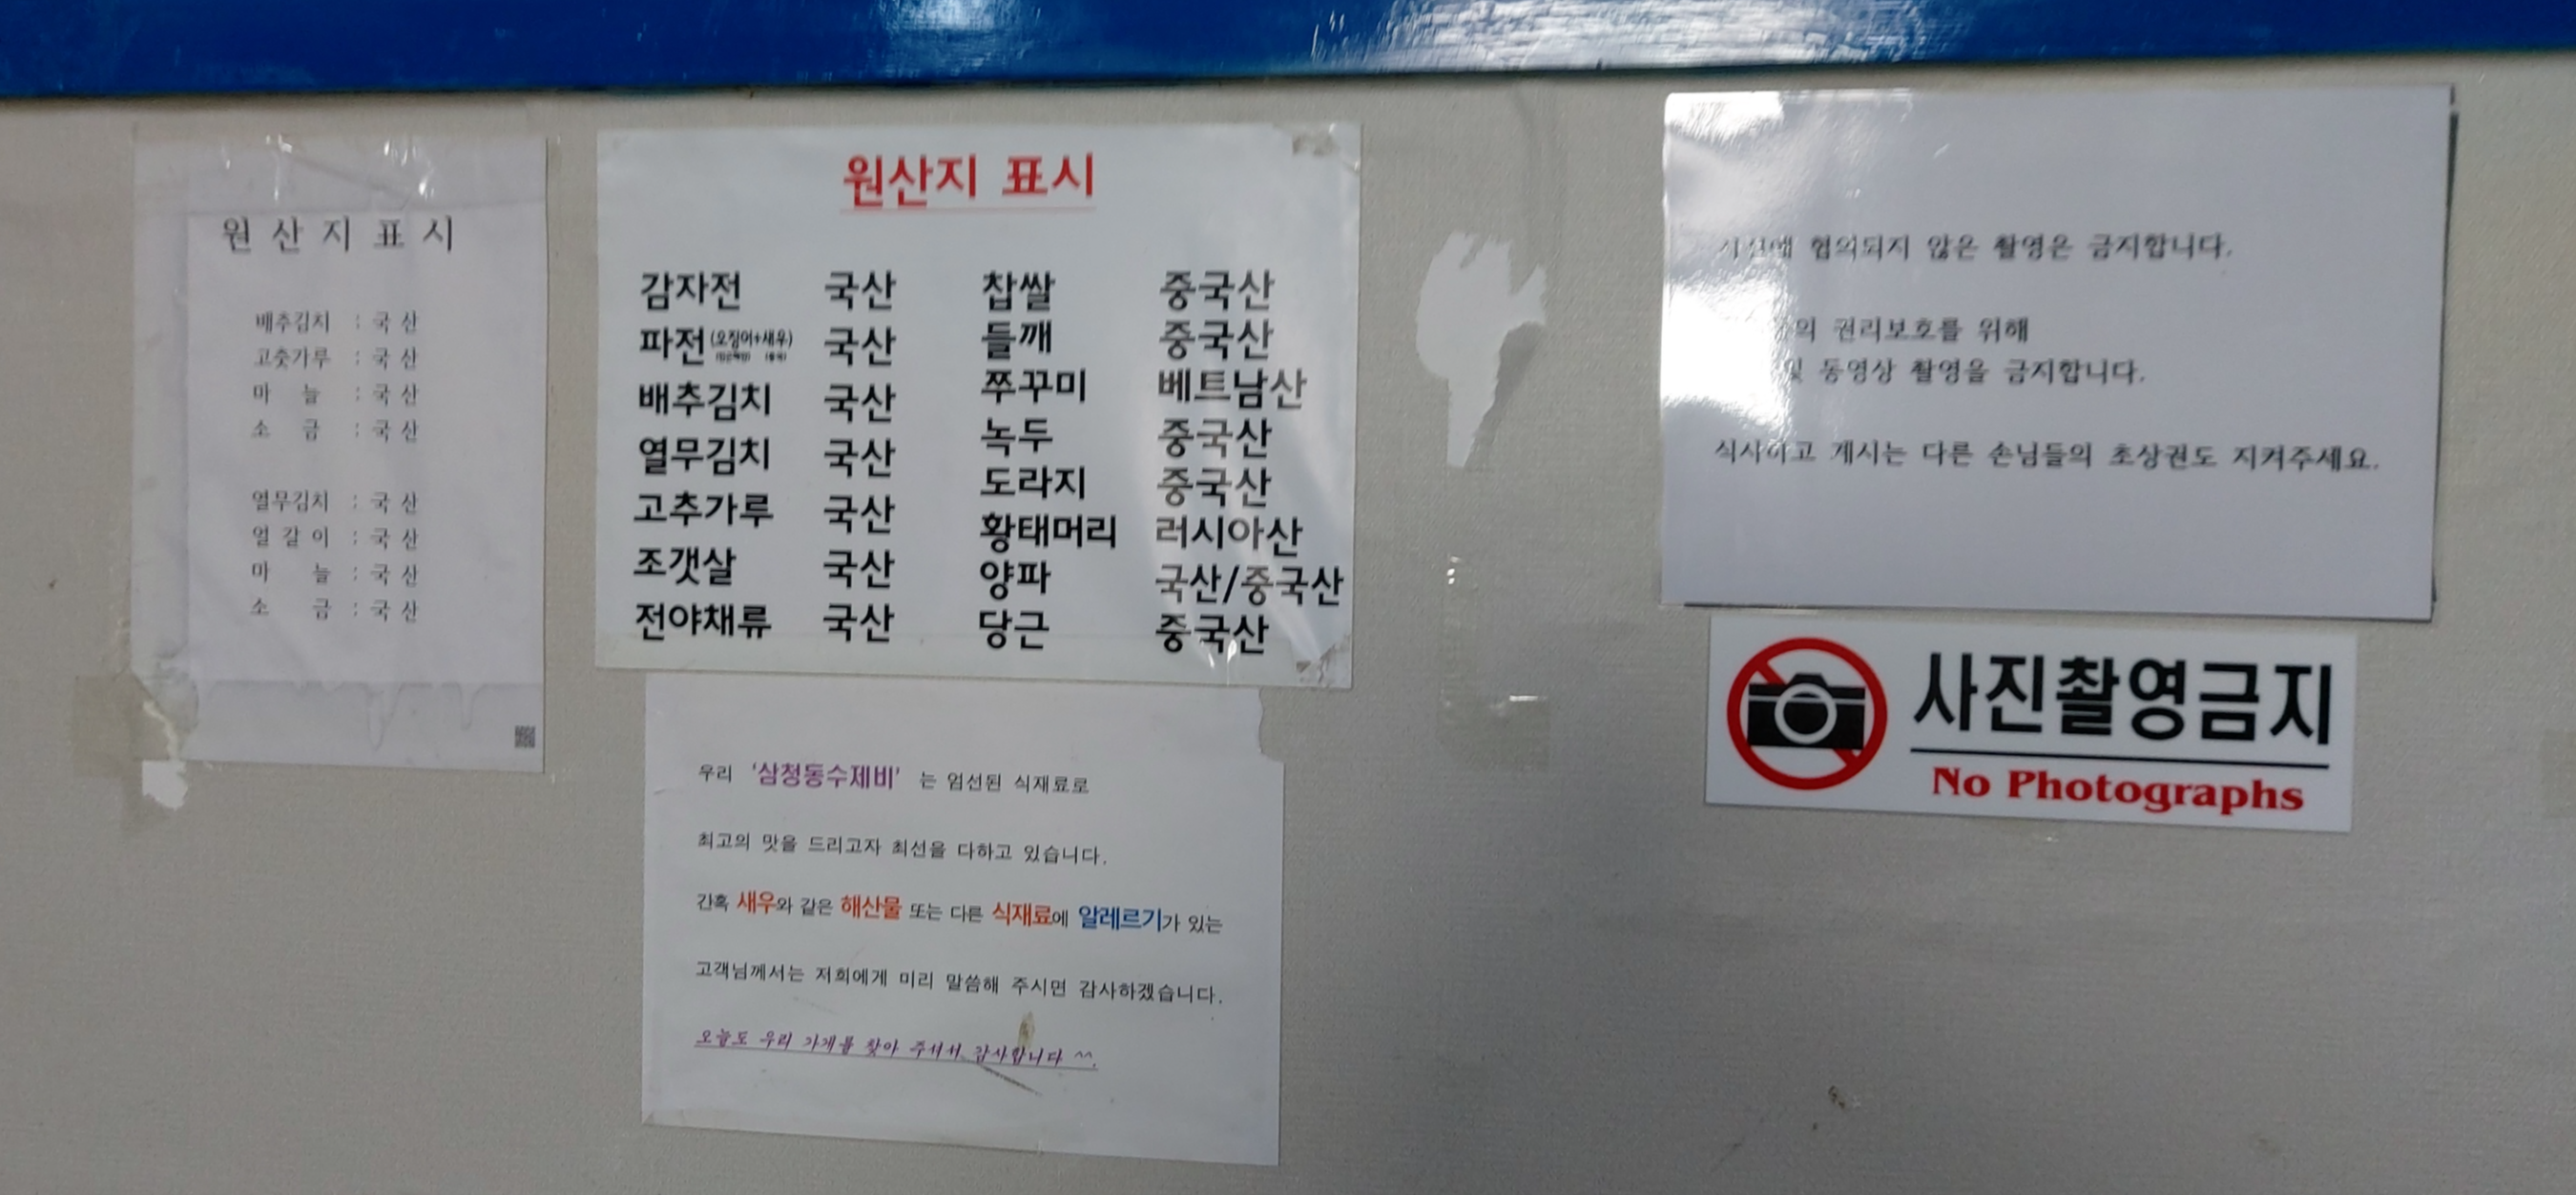 원 산 지 표 시
배추김치 : 국 산
고춧가루 : 국 산
마 늘 : 국 산
소 금 : 국 산
열무김치 : 국 산
얼 갈 이 : 국 산
마 늘 : 국 산
소 금 : 국 산
원산지 표시
감자전 국산 찹쌀 중국산
파전(오징어+새우) 국산 들깨 중국산
배추김치 국산 쭈꾸미 베트남산
열무김치 국산 녹두 중국산
고추가루 국산 도라지 중국산
조갯살 국산 황태머리 러시아산
전야채류 국산 양파 국산/중국산
당근 중국산
우리 '삼청동수제비' 는 엄선된 식재료로
최고의 맛을 드리고자 최선을 다하고 있습니다.
간혹 새우와 같은 해산물 또는 다른 식재료에 알레르기가 있는
고객님께서는 저희에게 미리 말씀해 주시면 감사하겠습니다.
오늘도 우리 가게를 찾아 주셔서 감사합니다 ^^.
협의되지 않은 촬영은 금지합니다.
권리보호를 위해
및 동영상 촬영을 금지합니다.
식사하고 계시는 다른 손님들의 초상권도 지켜주세요.
사진촬영금지
No Photographs